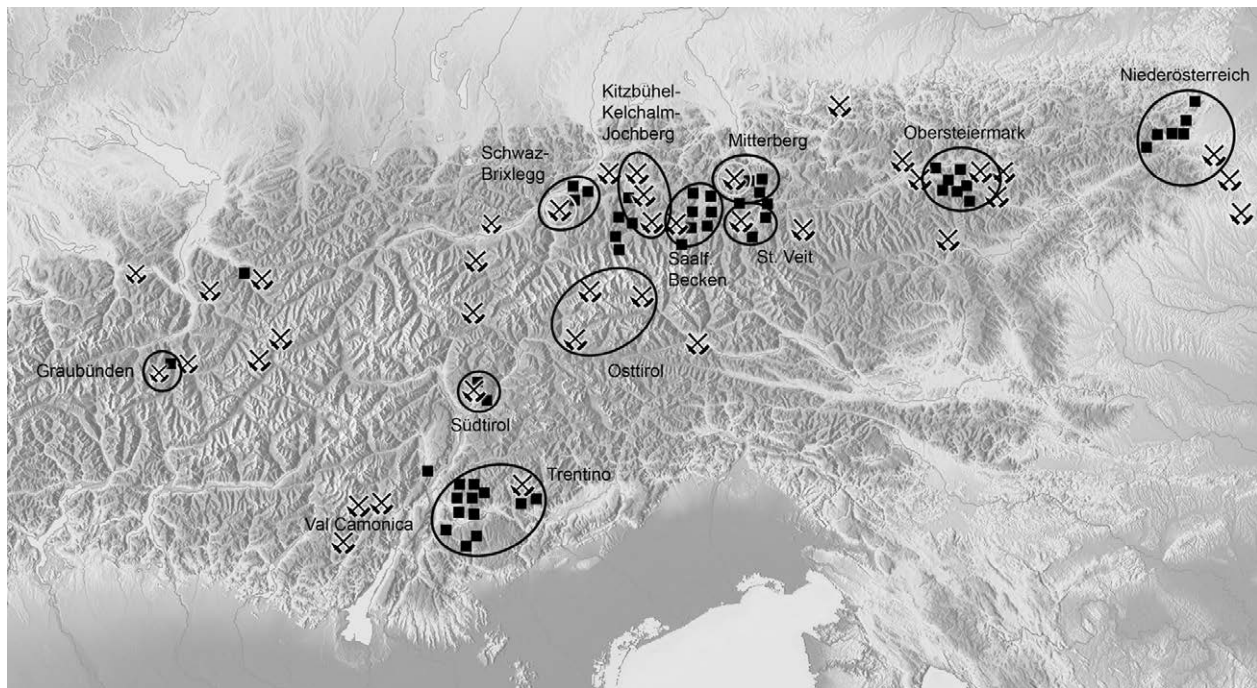 Niederösterreich
Kitzbühel-
Kelchalm-
Jochberg
Mitterberg
Obersteiermark
Schwaz-
Brixlegg
Saalf.
Becken
St. Veit
Graubünden
Osttirol
Südtirol
Trentino
Val Camonica